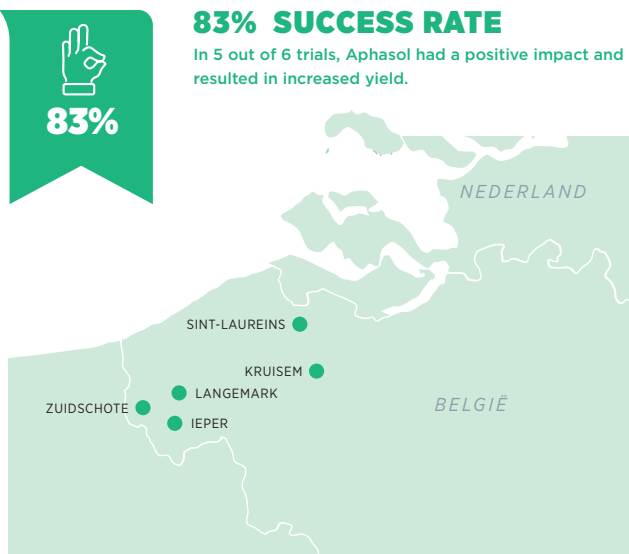 83%
83% SUCCESS RATE
In 5 out of 6 trials, Aphasol had a positive impact and
resulted in increased yield.
NEDERLAND
SINT-LAUREINS
KRUISEM
LANGEMARK
ZUIDSCHOTE
BELGIË
IEPER